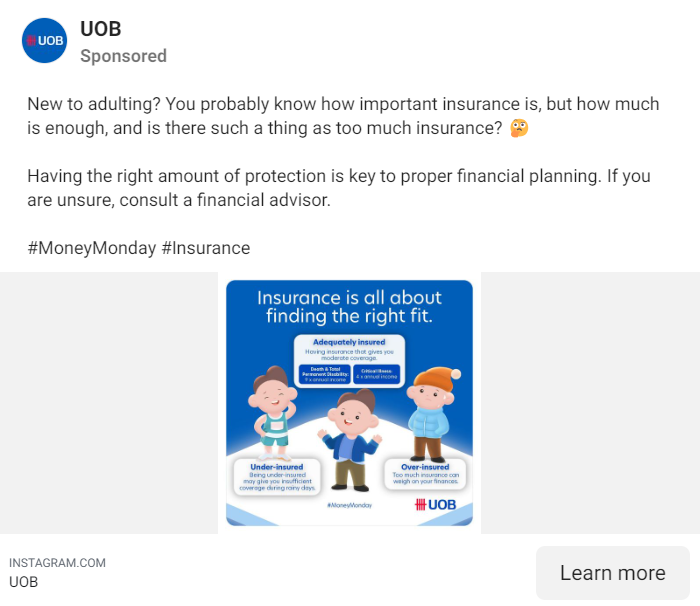 UOB
UOB
Sponsored
New to adulting? You probably know how important insurance is, but how much
is enough, and is there such a thing as too much insurance?
Having the right amount of protection is key to proper financial planning. If you
are unsure, consult a financial advisor.
#MoneyMonday #Insurance
Insurance is all about
finding the right fit.
Adequately insured
Having insurance that gives you
moderate coverage.
Death & Total
Permanent Disability:
9 x annual income
Critical Illness:
4 x annual income
Under-insured
Being under-insured
may give you insufficient
coverage during rainy days.
Over-insured
Too much insurance can
weigh on your finances.
#MoneyMonday
UOB
INSTAGRAM.COM
UOB
Learn more